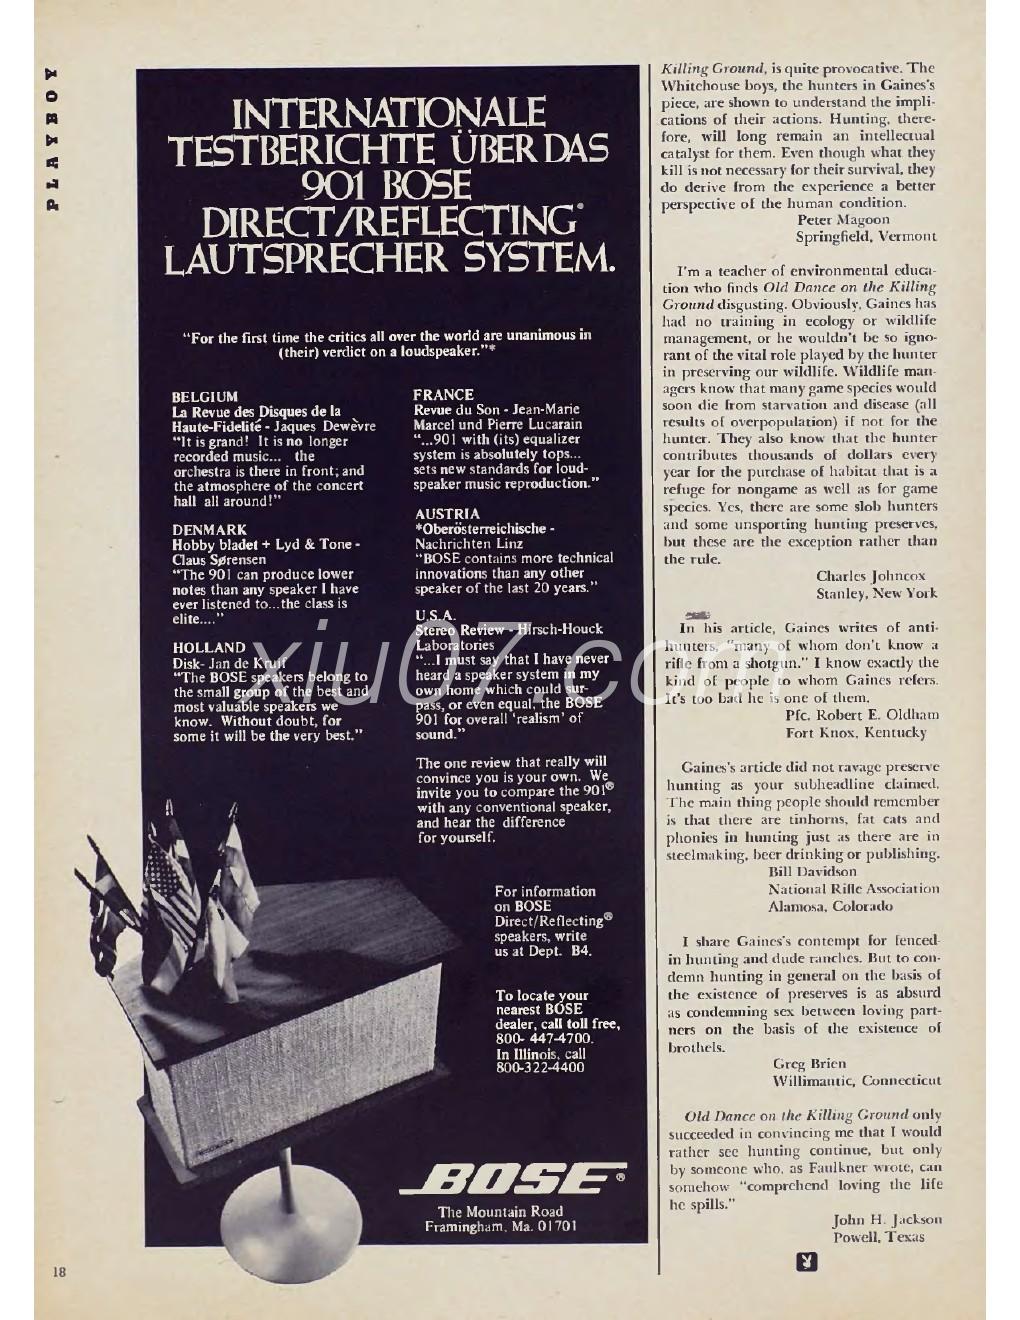 PLAYBOY
INTERNATIONALE
TESTBERICHTE ÜBER DAS
901 BOSE
DIRECT/REFLECTING®
LAUTSPRECHER SYSTEM.
“For the first time the critics all over the world are unanimous in
(their) verdict on a loudspeaker.”*
BELGIUM
La Revue des Disques de la
Haute-Fidelité - Jaques Dewèvre
“It is grand! It is no longer
recorded music... the
orchestra is there in front; and
the atmosphere of the concert
hall all around!”
DENMARK
Hobby bladet + Lyd & Tone -
Claus Sørensen
“The 901 can produce lower
notes than any speaker I have
ever listened to...the class is
elite....”
HOLLAND
Disk- Jan de Kruif
“The BOSE speakers belong to
the small group of the best and
most valuable speakers we
know. Without doubt, for
some it will be the very best.”
FRANCE
Revue du Son - Jean-Marie
Marcel und Pierre Lucarain
“...901 with (its) equalizer
system is absolutely tops...
sets new standards for loud-
speaker music reproduction.”
AUSTRIA
*Oberösterreichische -
Nachrichten Linz
“BOSE contains more technical
innovations than any other
speaker of the last 20 years.”
U.S.A.
Stereo Review - Hirsch-Houck
Laboratories
“...I must say that I have never
heard a speaker system in my
own home which could sur-
pass, or even equal, the BOSE
901 for overall ‘realism’ of
sound.”
The one review that really will
convince you is your own. We
invite you to compare the 901®
with any conventional speaker,
and hear the difference
for yourself.
For information
on BOSE
Direct/Reflecting®
speakers, write
us at Dept. B4.
To locate your
nearest BOSE
dealer, call toll free,
800- 447-4700.
In Illinois, call
800-322-4400
BOSE®
The Mountain Road
Framingham, Ma. 01701
Killing Ground, is quite provocative. The
Whitehouse boys, the hunters in Gaines's
piece, are shown to understand the impli-
cations of their actions. Hunting, there-
fore, will long remain an intellectual
catalyst for them. Even though what they
kill is not necessary for their survival, they
do derive from the experience a better
perspective of the human condition.
Peter Magoon
Springfield, Vermont
I'm a teacher of environmental educa-
tion who finds Old Dance on the Killing
Ground disgusting. Obviously, Gaines has
had no training in ecology or wildlife
management, or he wouldn't be so igno-
rant of the vital role played by the hunter
in preserving our wildlife. Wildlife man-
agers know that many game species would
soon die from starvation and disease (all
results of overpopulation) if not for the
hunter. They also know that the hunter
contributes thousands of dollars every
year for the purchase of habitat that is a
refuge for nongame as well as for game
species. Yes, there are some slob hunters
and some unsporting hunting preserves,
but these are the exception rather than
the rule.
Charles Johncox
Stanley, New York
In his article, Gaines writes of anti-
hunters, “many of whom don't know a
rifle from a shotgun.” I know exactly the
kind of people to whom Gaines refers.
It's too bad he is one of them.
Pfc. Robert E. Oldham
Fort Knox, Kentucky
Gaines's article did not ravage preserve
hunting as your subheadline claimed.
The main thing people should remember
is that there are tinhorns, fat cats and
phonies in hunting just as there are in
steelmaking, beer drinking or publishing.
Bill Davidson
National Rifle Association
Alamosa, Colorado
I share Gaines's contempt for fenced-
in hunting and dude ranches. But to con-
demn hunting in general on the basis of
the existence of preserves is as absurd
as condemning sex between loving part-
ners on the basis of the existence of
brothels.
Greg Brien
Willimantic, Connecticut
Old Dance on the Killing Ground only
succeeded in convincing me that I would
rather see hunting continue, but only
by someone who, as Faulkner wrote, can
somehow “comprehend loving the life
he spills.”
John H. Jackson
Powell, Texas
18
xiu07.com